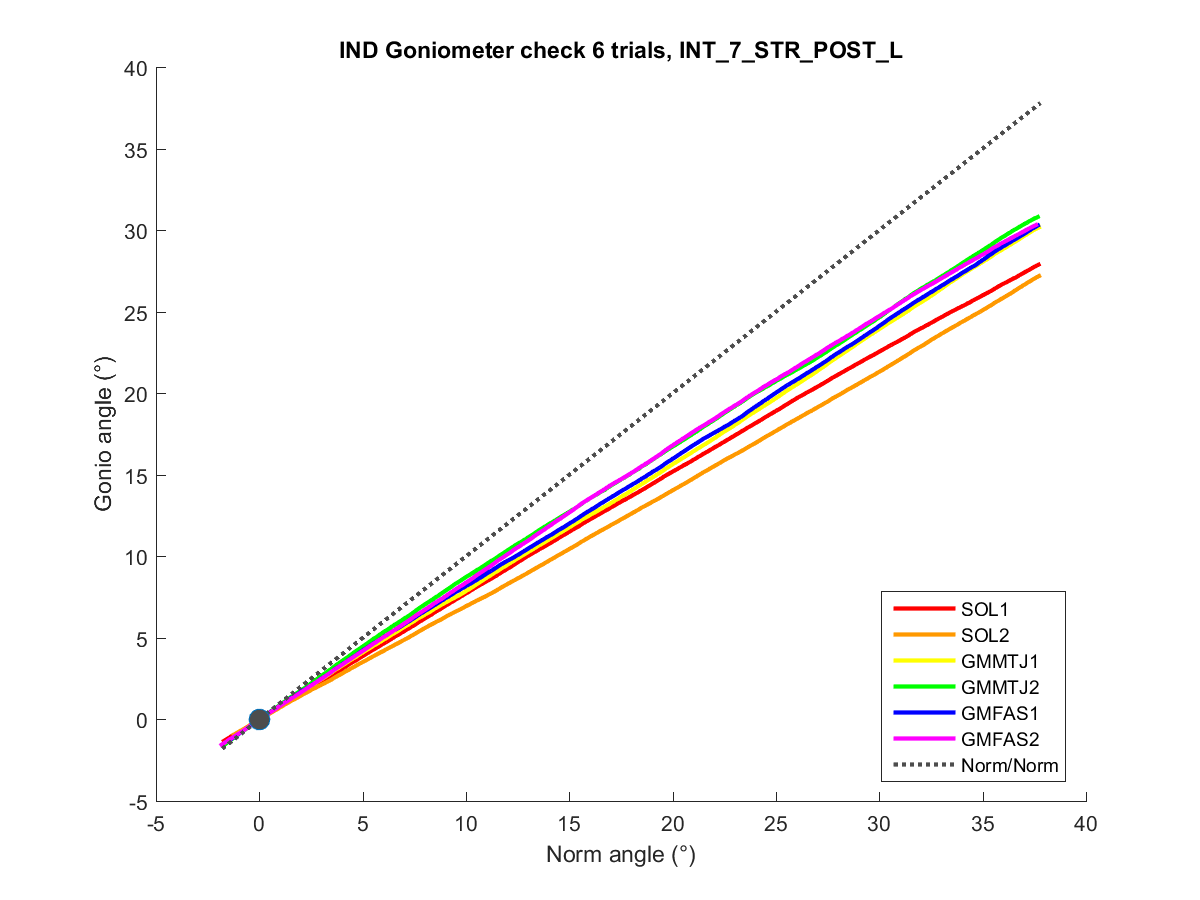 IND Goniometer check 6 trials, INT_7_STR_POST_L
40
35
30
25
20
15
10
5
0
-5
Gonio angle (°)
-5 0 5 10 15 20 25 30 35 40
Norm angle (°)
SOL1
SOL2
GMMTJ1
GMMTJ2
GMFAS1
GMFAS2
Norm/Norm